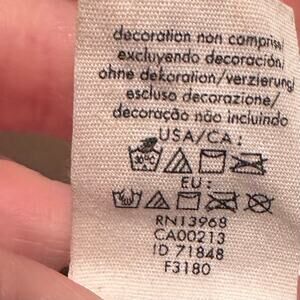 decoration non comprise/
excluyendo decoración/
ohne dekoration/verzierung/
escluso decorazione/
decoração não incluindo
USA/CA:
EU:
RN13968
CA00213
ID 71848
F3180